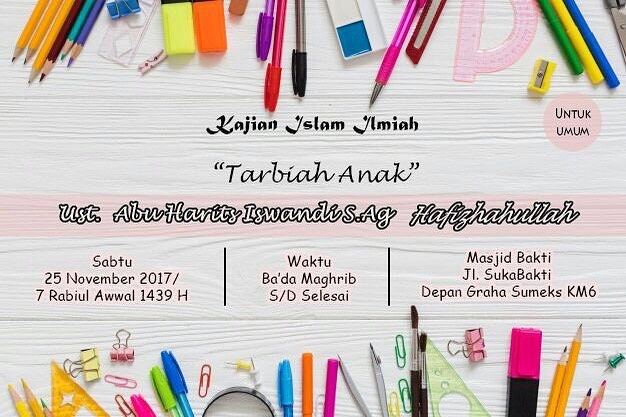 Kajian Islam Ilmiah
UNTUK
UMUM
“Tarbiah Anak”
Ust. Abu Harits Iswandi S.Ag Hafizhahullah
Sabtu
25 November 2017/
7 Rabiul Awwal 1439 H
Waktu
Ba'da Maghrib
S/D Selesai
Masjid Bakti
Jl. SukaBakti
Depan Graha Sumeks KM6